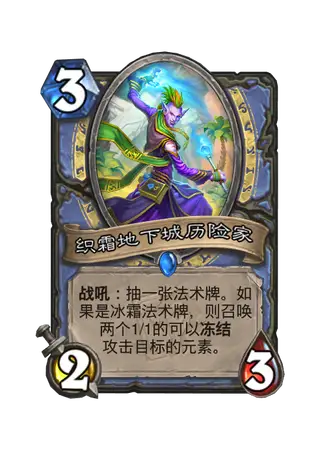 3
织霜地下城历险家
战吼：抽一张法术牌。如
果是冰霜法术牌，则召唤
两个1/1的可以冻结
攻击目标的元素。
2
3